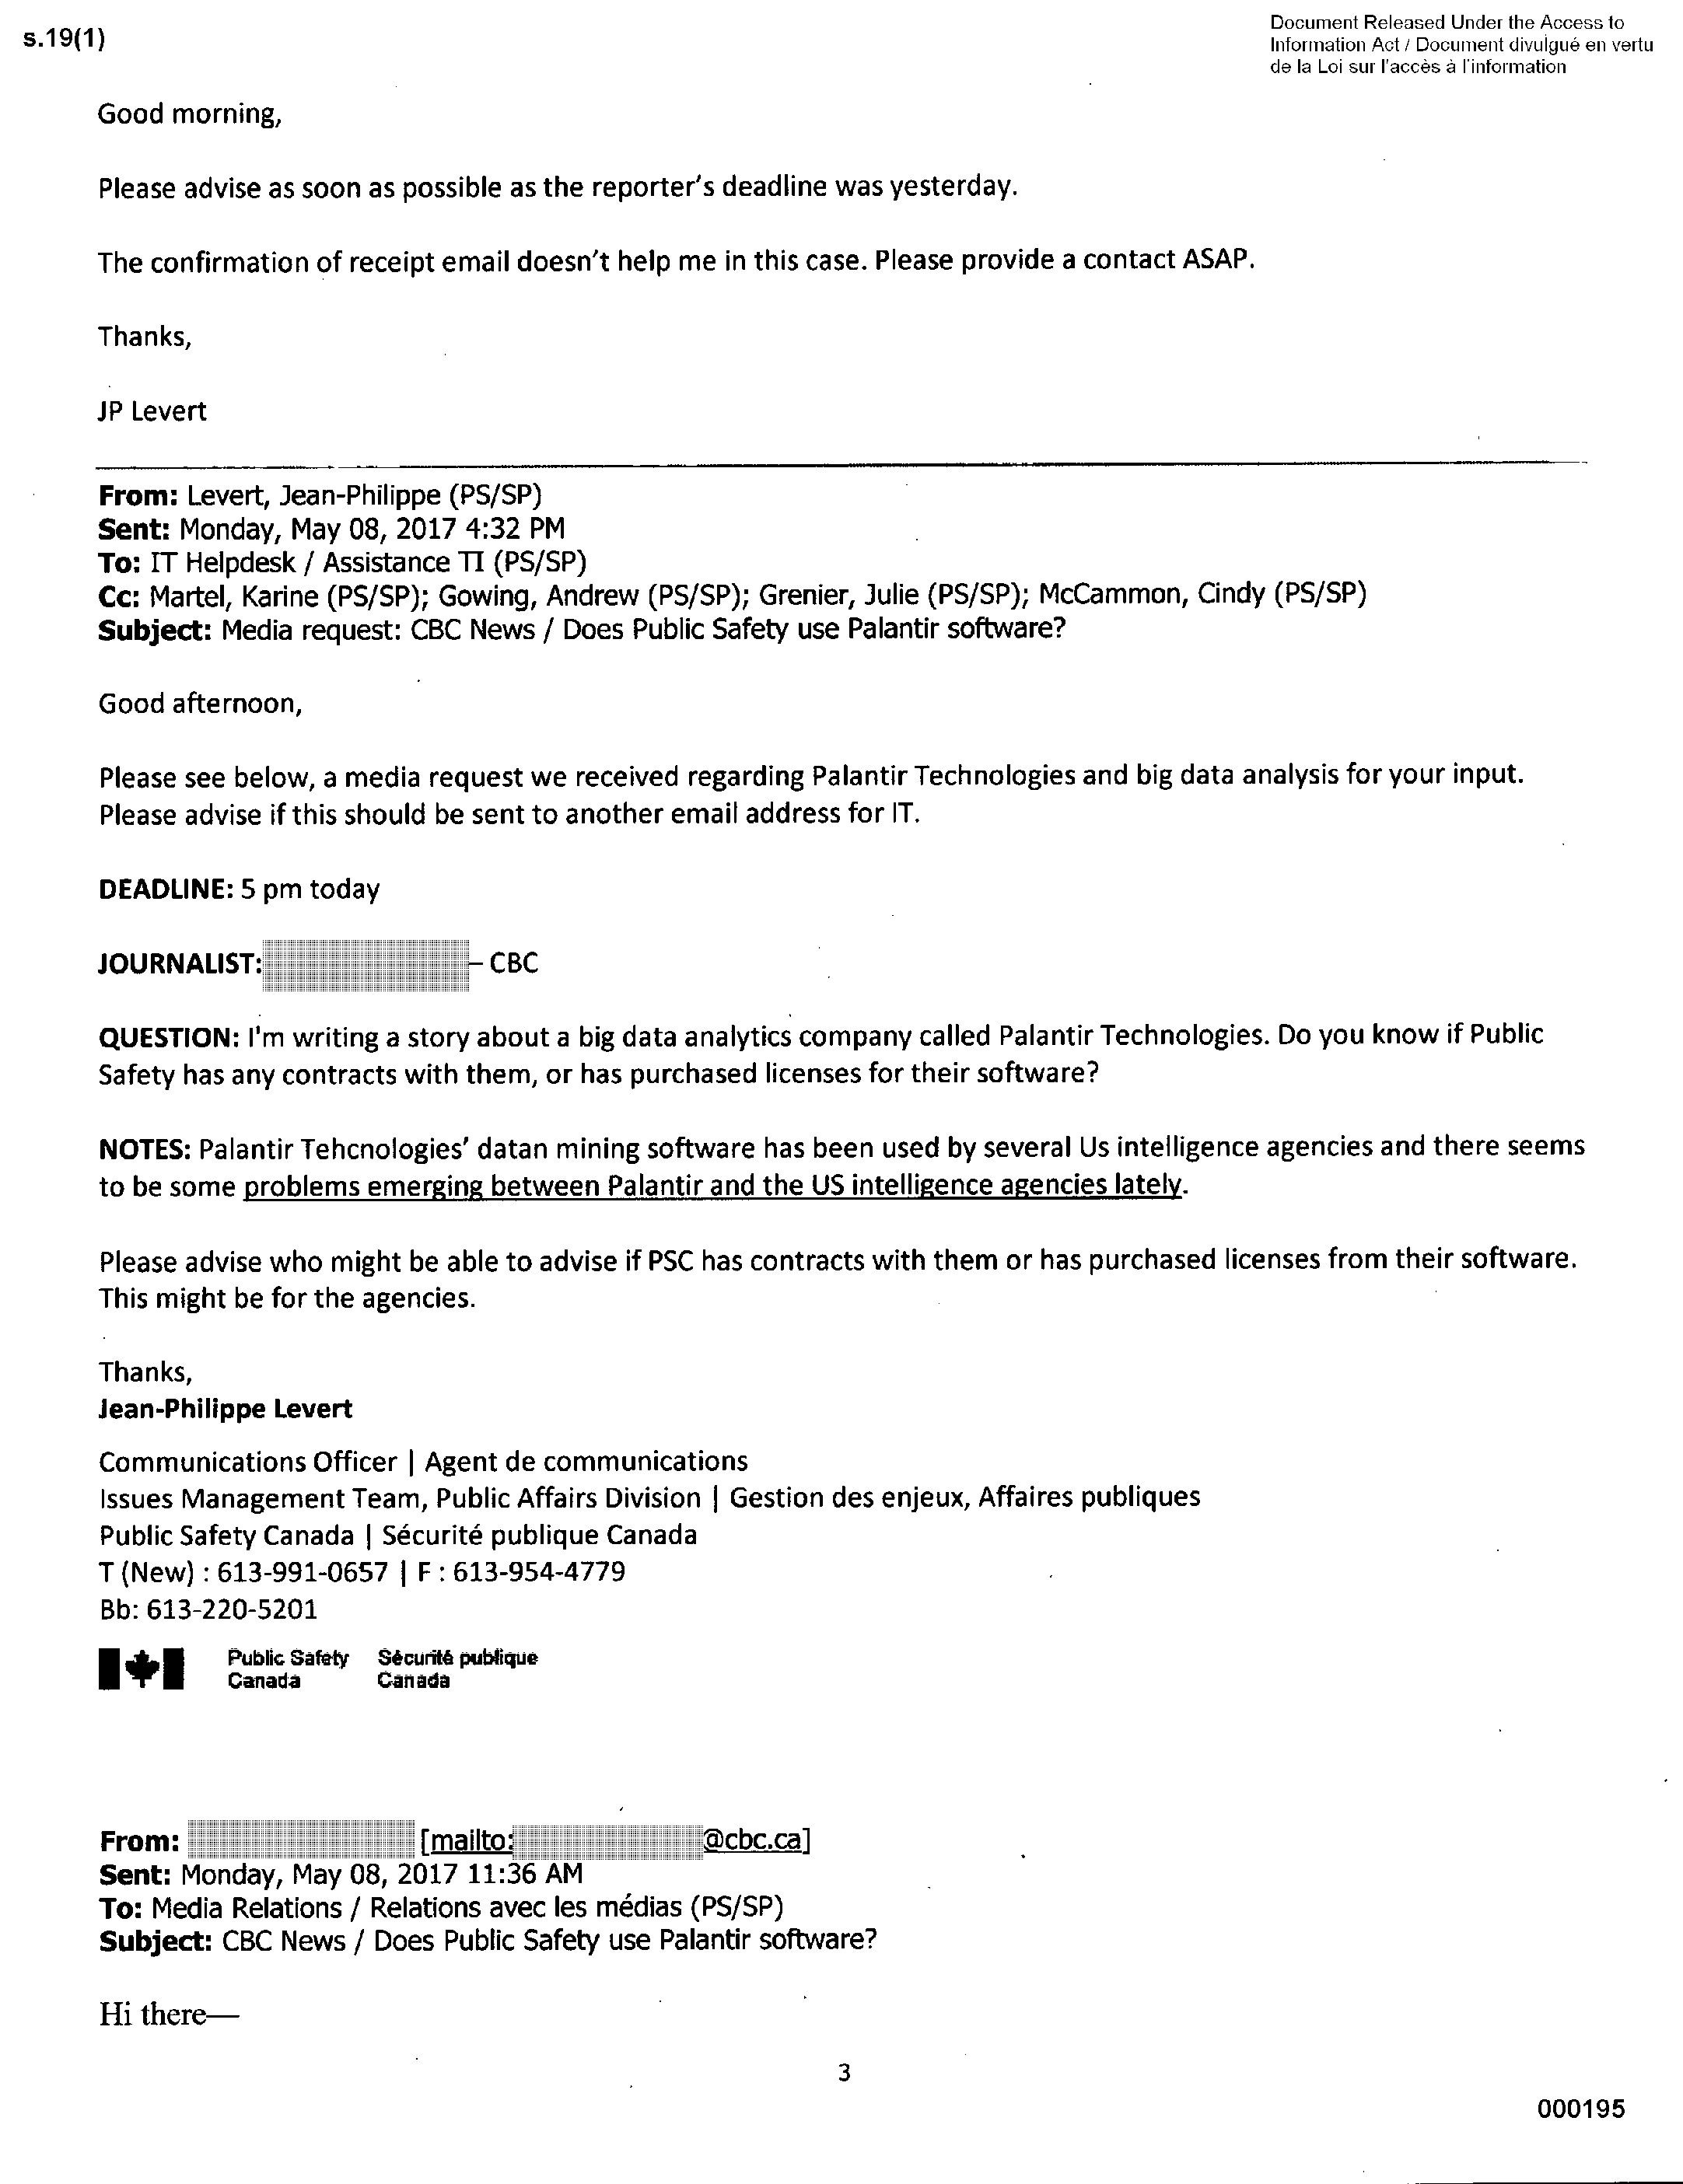 s.19(1)
Document Released Under the Access to
Information Act / Document divulgué en vertu
de la Loi sur l'accès à l'information
Good morning,
Please advise as soon as possible as the reporter's deadline was yesterday.
The confirmation of receipt email doesn't help me in this case. Please provide a contact ASAP.
Thanks,
JP Levert
From: Levert, Jean-Philippe (PS/SP)
Sent: Monday, May 08, 2017 4:32 PM
To: IT Helpdesk / Assistance TI (PS/SP)
Cc: Martel, Karine (PS/SP); Gowing, Andrew (PS/SP); Grenier, Julie (PS/SP); McCammon, Cindy (PS/SP)
Subject: Media request: CBC News / Does Public Safety use Palantir software?
Good afternoon,
Please see below, a media request we received regarding Palantir Technologies and big data analysis for your input.
Please advise if this should be sent to another email address for IT.
DEADLINE: 5 pm today
JOURNALIST: – CBC
QUESTION: I'm writing a story about a big data analytics company called Palantir Technologies. Do you know if Public
Safety has any contracts with them, or has purchased licenses for their software?
NOTES: Palantir Tehcnologies' datan mining software has been used by several Us intelligence agencies and there seems
to be some problems emerging between Palantir and the US intelligence agencies lately.
Please advise who might be able to advise if PSC has contracts with them or has purchased licenses from their software.
This might be for the agencies.
Thanks,
Jean-Philippe Levert
Communications Officer | Agent de communications
Issues Management Team, Public Affairs Division | Gestion des enjeux, Affaires publiques
Public Safety Canada | Sécurité publique Canada
T (New) : 613-991-0657 | F : 613-954-4779
Bb: 613-220-5201
Public Safety Sécurité publique
Canada Canada
From: [mailto: @cbc.ca]
Sent: Monday, May 08, 2017 11:36 AM
To: Media Relations / Relations avec les médias (PS/SP)
Subject: CBC News / Does Public Safety use Palantir software?
Hi there—
3
000195